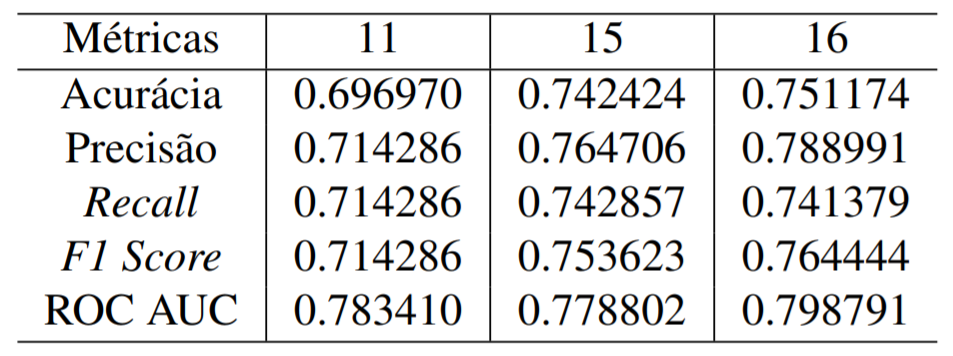 Métricas 11 15 16
Acurácia 0.696970 0.742424 0.751174
Precisão 0.714286 0.764706 0.788991
Recall 0.714286 0.742857 0.741379
F1 Score 0.714286 0.753623 0.764444
ROC AUC 0.783410 0.778802 0.798791